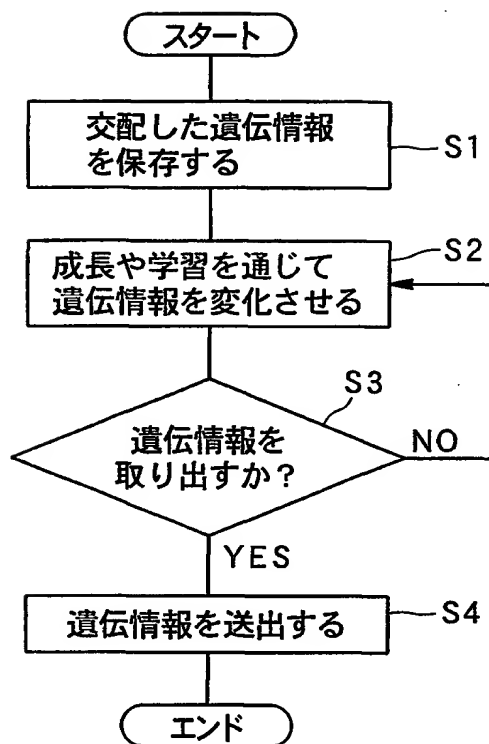 スタート
交配した遺伝情報
を保存する
S1
成長や学習を通じて
遺伝情報を変化させる
S2
S3
遺伝情報を
取り出すか？
NO
YES
遺伝情報を送出する
S4
エンド